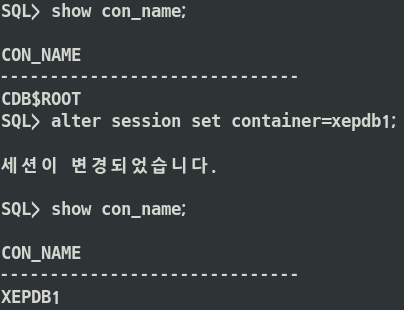 SQL> show con_name;
CON_NAME
------------------------------
CDB$ROOT
SQL> alter session set container=xepdb1;
세션이 변경되었습니다.
SQL> show con_name;
CON_NAME
------------------------------
XEPDB1